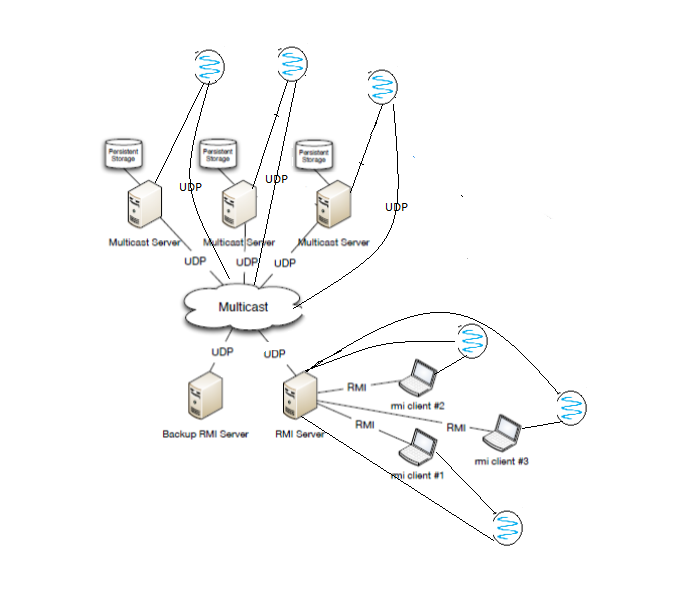 Persistent
Storage
Persistent
Storage
Persistent
Storage
UDP
UDP
UDP
Multicast Server
Multicast Server
Multicast Server
UDP
UDP
UDP
Multicast
UDP
UDP
RMI
rmi client #2
Backup RMI Server
RMI Server
RMI
RMI
rmi client #3
rmi client #1